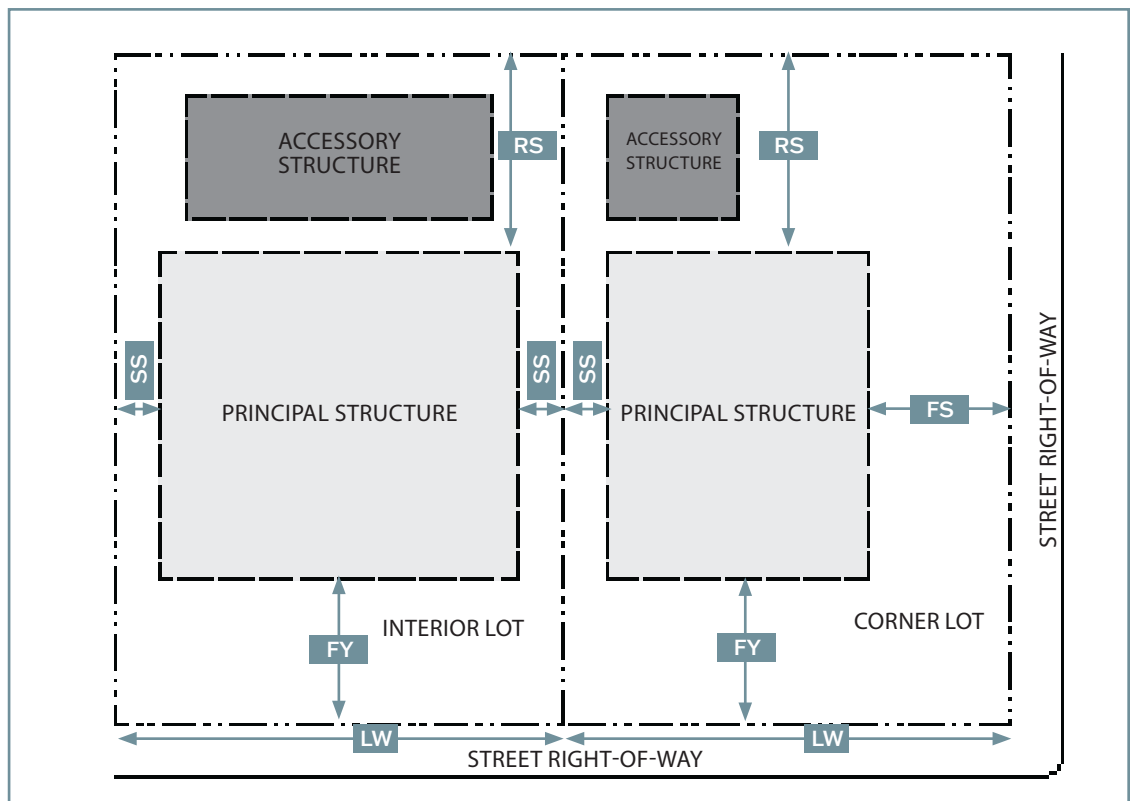 ACCESSORY
STRUCTURE
RS
ACCESSORY
STRUCTURE
RS
SS
PRINCIPAL STRUCTURE
SS
SS
PRINCIPAL STRUCTURE
FS
STREET RIGHT-OF-WAY
FY
INTERIOR LOT
FY
CORNER LOT
LW
LW
STREET RIGHT-OF-WAY